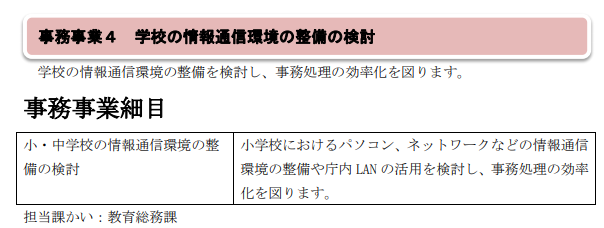 事務事業４　学校の情報通信環境の整備の検討
学校の情報通信環境の整備を検討し、事務処理の効率化を図ります。
事務事業細目
小・中学校の情報通信環境の整
備の検討
小学校におけるパソコン、ネットワークなどの情報通信
環境の整備や庁内 LAN の活用を検討し、事務処理の効率
化を図ります。
担当課かい：教育総務課